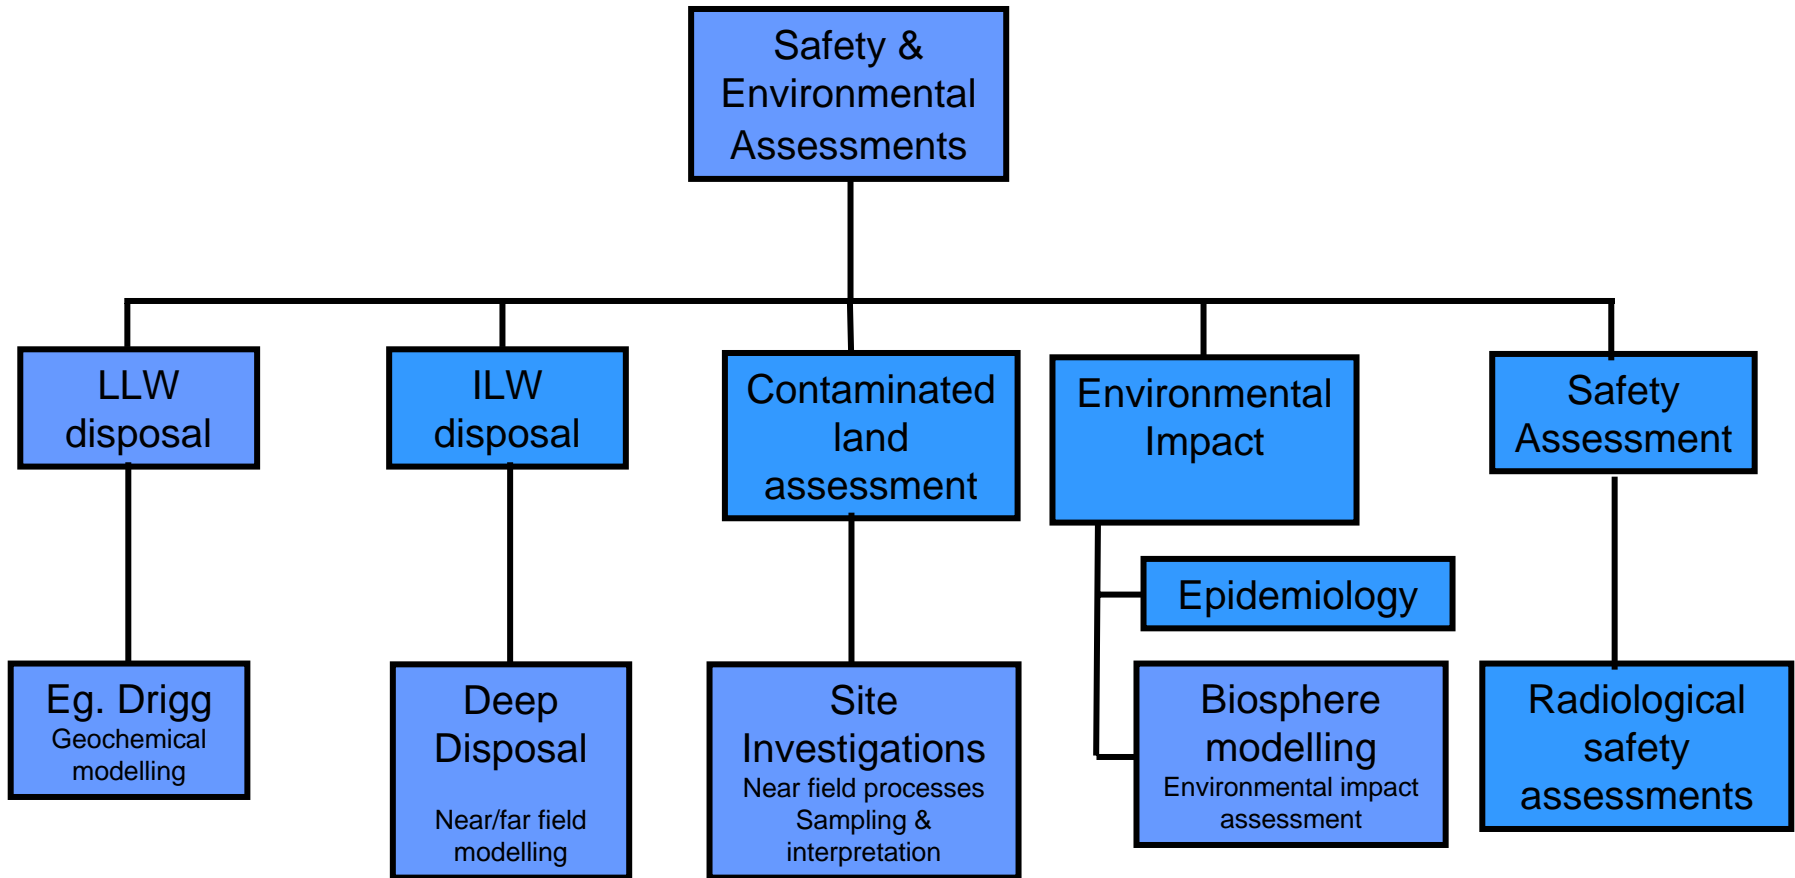 Safety &
Environmental
Assessments
LLW
disposal
ILW
disposal
Contaminated
land
assessment
Environmental
Impact
Safety
Assessment
Epidemiology
Eg. Drigg
Geochemical
modelling
Deep
Disposal
Near/far field
modelling
Site
Investigations
Near field processes
Sampling &
interpretation
Biosphere
modelling
Environmental impact
assessment
Radiological
safety
assessments